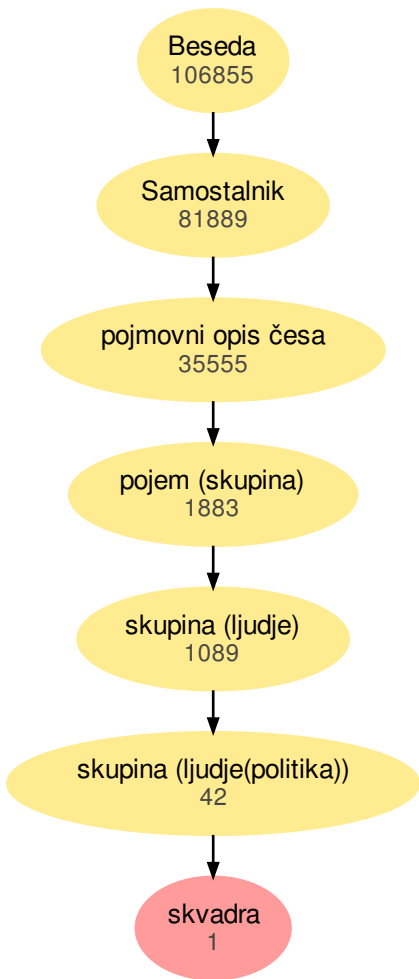 Beseda
106855
Samostalnik
81889
pojmovni opis česa
35555
pojem (skupina)
1883
skupina (ljudje)
1089
skupina (ljudje(politika))
42
skvadra
1